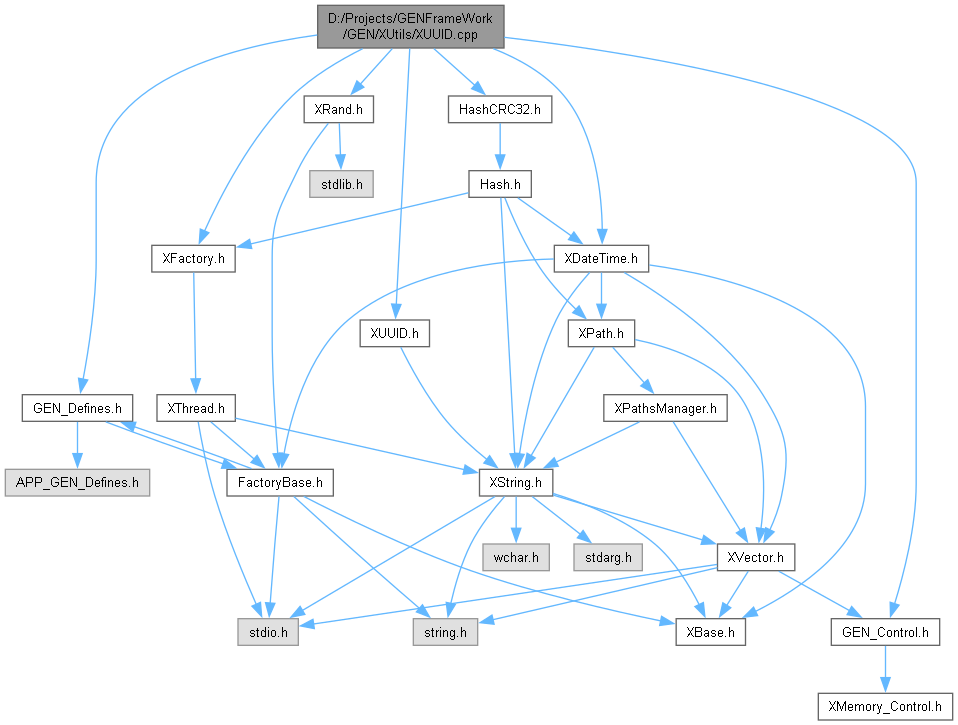 D:/Projects/GENFrameWork
/GEN/XUtils/XUUID.cpp
XRand.h
HashCRC32.h
stdlib.h
Hash.h
XFactory.h
XDateTime.h
XUUID.h
XPath.h
GEN_Defines.h
XThread.h
XPathsManager.h
APP_GEN_Defines.h
FactoryBase.h
XString.h
wchar.h
stdarg.h
XVector.h
stdio.h
string.h
XBase.h
GEN_Control.h
XMemory_Control.h